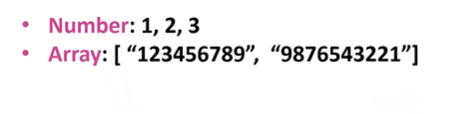 • Number: 1, 2, 3
• Array: [ “123456789”, “9876543221”]